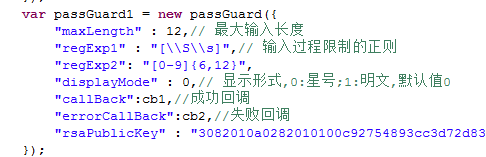 });
var passGuard1 = new passGuard({
"maxLength" : 12,// 最大输入长度
"regExp1" : "[\\S\\s]",// 输入过程限制的正则
"regExp2": "[0-9]{6,12}",
"displayMode" : 0,// 显示形式,0:星号;1:明文,默认值0
"callBack":cb1,//成功回调
"errorCallBack":cb2,//失败回调
"rsaPublicKey" : "3082010a0282010100c92754893cc3d72d83
});